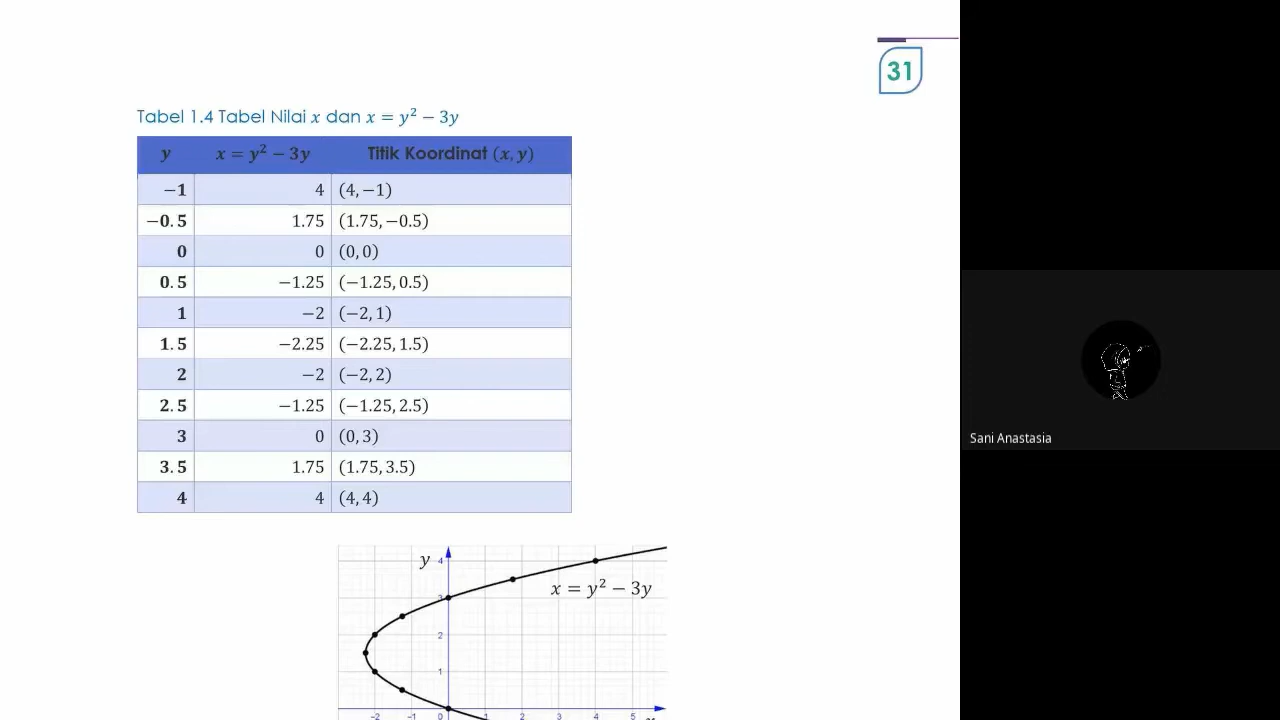 31
Tabel 1.4 Tabel Nilai x dan x = y² − 3y
y x = y² − 3y Titik Koordinat (x, y)
−1 4 (4, −1)
−0.5 1.75 (1.75, −0.5)
0 0 (0, 0)
0.5 −1.25 (−1.25, 0.5)
1 −2 (−2, 1)
1.5 −2.25 (−2.25, 1.5)
2 −2 (−2, 2)
2.5 −1.25 (−1.25, 2.5)
3 0 (0, 3)
3.5 1.75 (1.75, 3.5)
4 4 (4, 4)
Sani Anastasia
y 4
x = y² − 3y
3
2
1
−2 −1 0 1 2 3 4 5 x